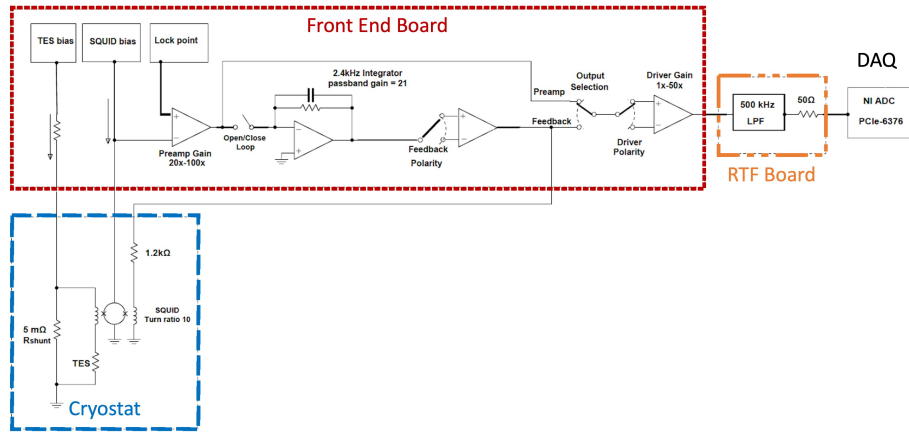 Front End Board
TES bias
SQUID bias
Lock point
2.4kHz Integrator
passband gain = 21
Output
Selection
Driver Gain
1x-50x
DAQ
Preamp
Feedback
500 kHz
LPF
50Ω
NI ADC
PCIe-6376
Open/Close
Loop
Preamp Gain
20x-100x
Feedback
Polarity
Driver
Polarity
RTF Board
1.2kΩ
SQUID
Turn ratio 10
5 mΩ
Rshunt
TES
Cryostat